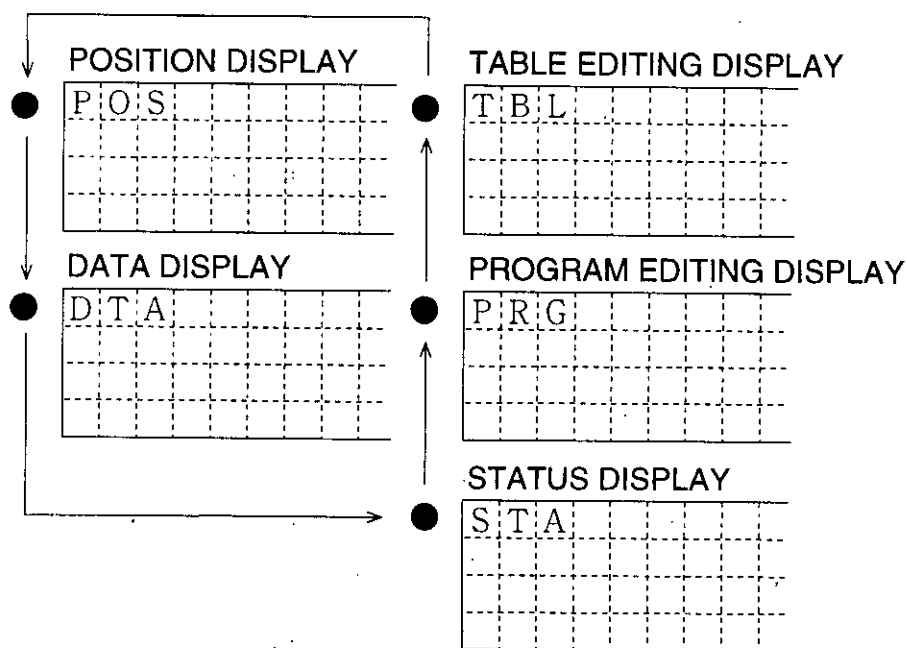 POSITION DISPLAY
POS
DATA DISPLAY
DTA
TABLE EDITING DISPLAY
TBL
PROGRAM EDITING DISPLAY
PRG
STATUS DISPLAY
STA